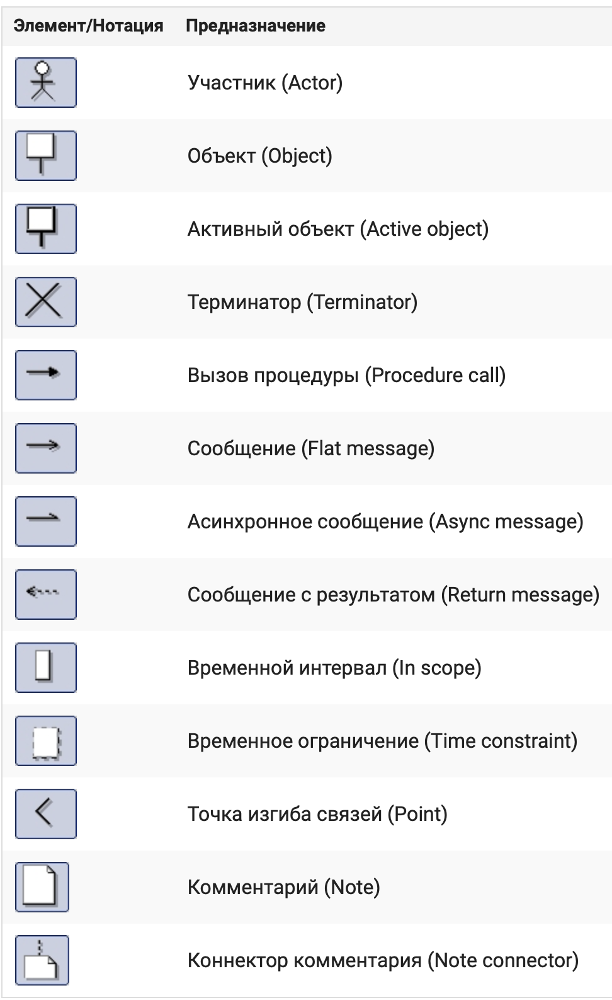 Элемент/Нотация Предназначение
Участник (Actor)
Объект (Object)
Активный объект (Active object)
Терминатор (Terminator)
Вызов процедуры (Procedure call)
Сообщение (Flat message)
Асинхронное сообщение (Async message)
Сообщение с результатом (Return message)
Временной интервал (In scope)
Временное ограничение (Time constraint)
Точка изгиба связей (Point)
Комментарий (Note)
Коннектор комментария (Note connector)